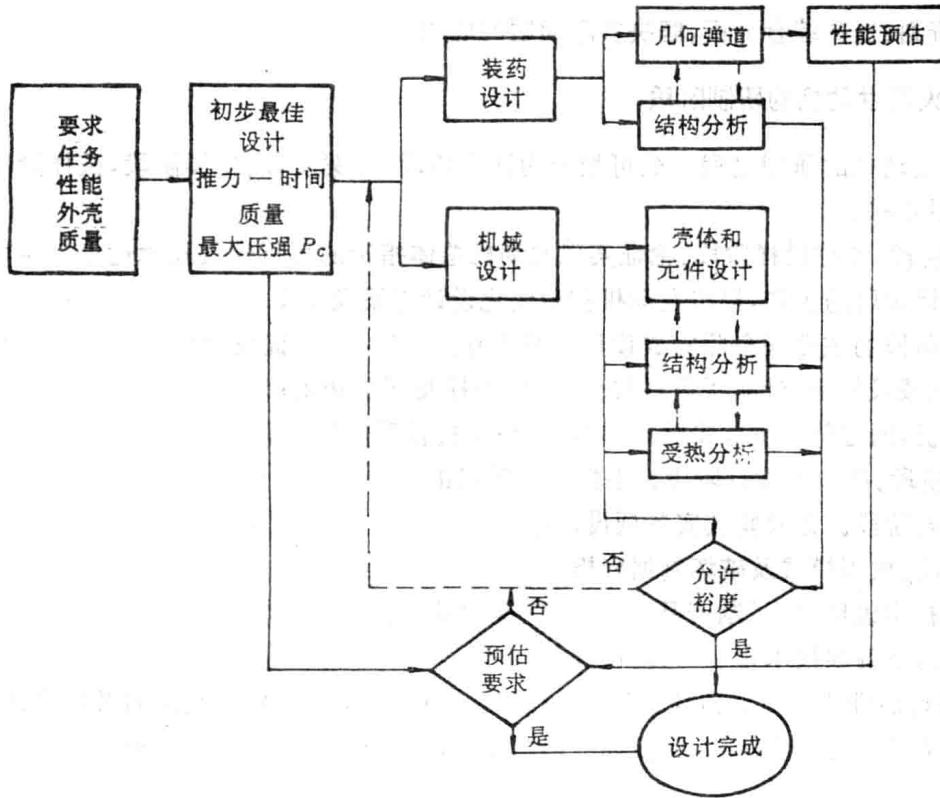 要求
任务
性能
外壳
质量
初步最佳
设计
推力一时间
质量
最大压强 Pc
装药
设计
机械
设计
几何弹道
结构分析
性能预估
壳体和
元件设计
结构分析
受热分析
允许
裕度
否
是
预估
要求
否
是
设计完成